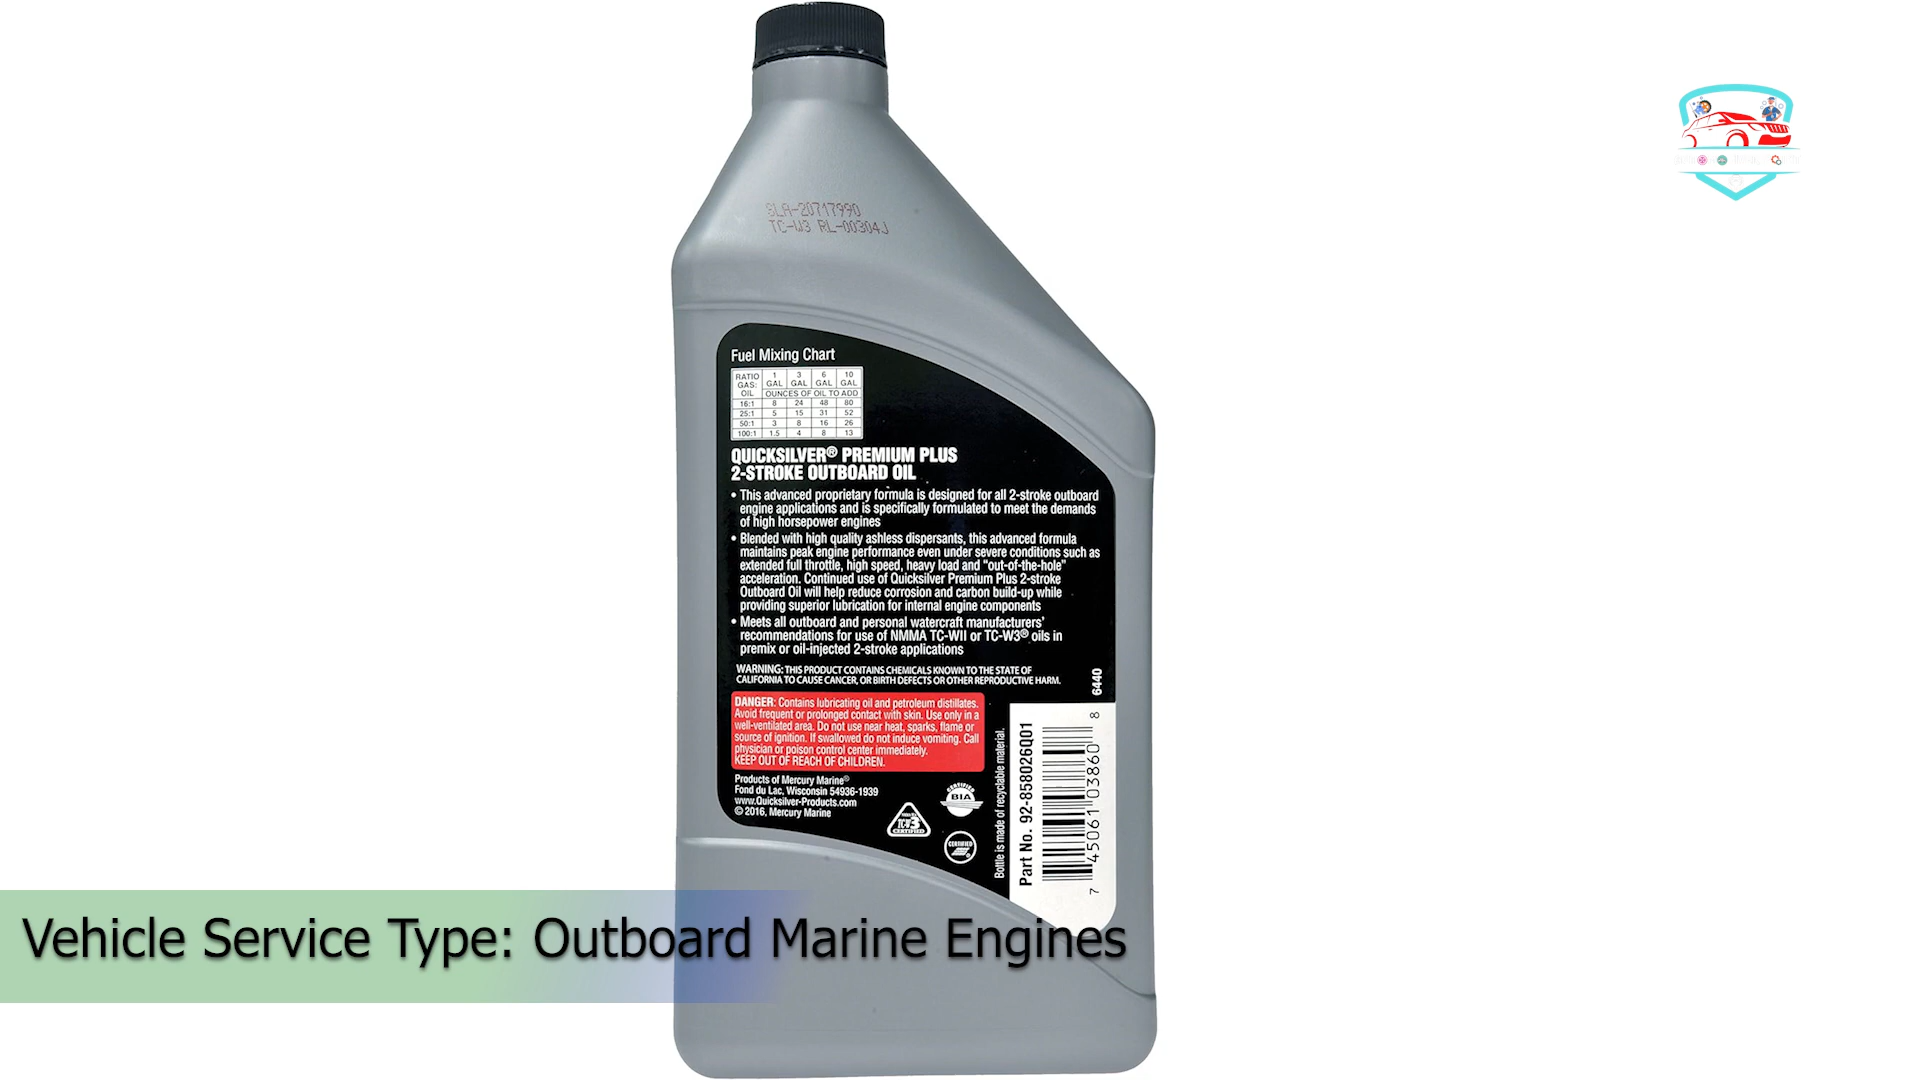 SLA-20717990
TC-W3 RL-00304J
Fuel Mixing Chart
RATIO GAS: OIL 1 GAL 3 GAL 6 GAL 10 GAL
OUNCES OF OIL TO ADD
16:1 8 24 48 80
25:1 5 15 31 52
50:1 3 8 16 26
100:1 1.5 4 8 13
QUICKSILVER® PREMIUM PLUS
2-STROKE OUTBOARD OIL
• This advanced proprietary formula is designed for all 2-stroke outboard
engine applications and is specifically formulated to meet the demands
of high horsepower engines
• Blended with high quality ashless dispersants, this advanced formula
maintains peak engine performance even under severe conditions such as
extended full throttle, high speed, heavy load and "out-of-the-hole"
acceleration. Continued use of Quicksilver Premium Plus 2-stroke
Outboard Oil will help reduce corrosion and carbon build-up while
providing superior lubrication for internal engine components
• Meets all outboard and personal watercraft manufacturers'
recommendations for use of NMMA TC-WII or TC-W3® oils in
premix or oil-injected 2-stroke applications
WARNING: THIS PRODUCT CONTAINS CHEMICALS KNOWN TO THE STATE OF
CALIFORNIA TO CAUSE CANCER, OR BIRTH DEFECTS OR OTHER REPRODUCTIVE HARM.
6440
DANGER: Contains lubricating oil and petroleum distillates.
Avoid frequent or prolonged contact with skin. Use only in a
well-ventilated area. Do not use near heat, sparks, flame or
source of ignition. If swallowed do not induce vomiting. Call
physician or poison control center immediately.
KEEP OUT OF REACH OF CHILDREN.
Products of Mercury Marine®
Fond du Lac, Wisconsin 54936-1939
www.Quicksilver-Products.com
© 2016, Mercury Marine
TC-W3
CERTIFIED
CERTIFIED
BIA
CERTIFIED
Bottle is made of recyclable material.
Part No. 92-858026Q01
7 45061 03860 8
Vehicle Service Type: Outboard Marine Engines